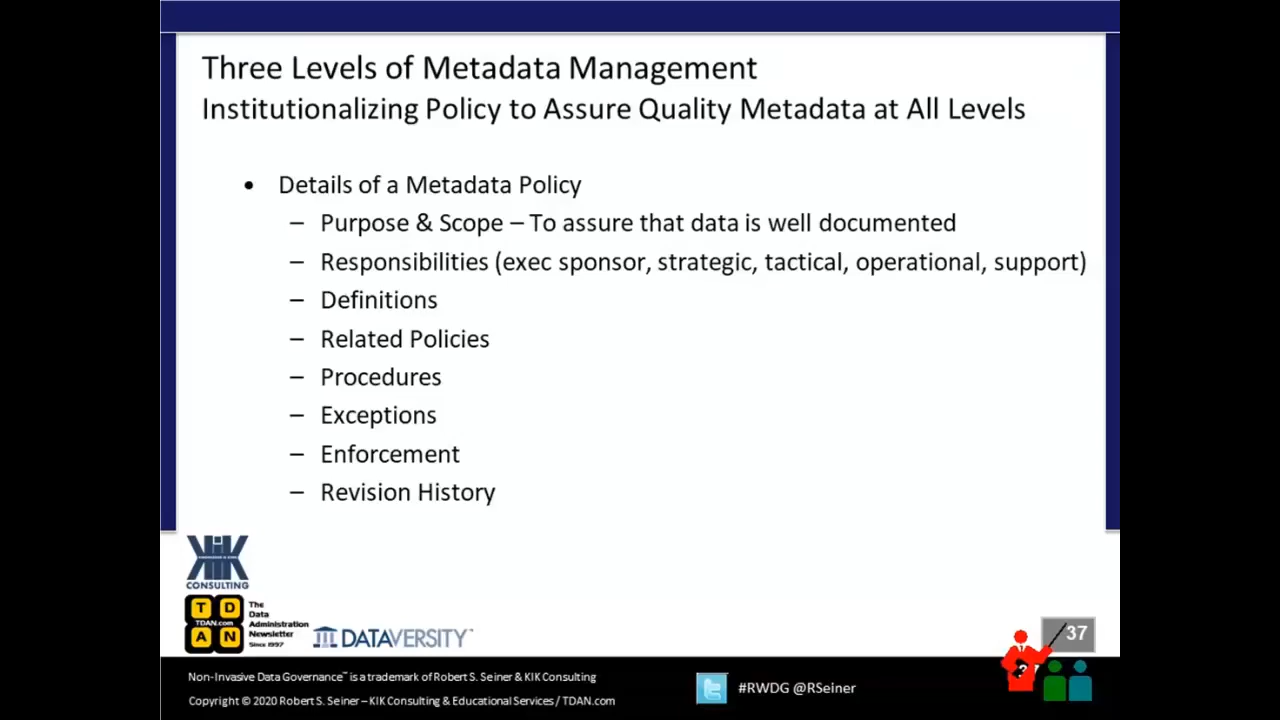 Three Levels of Metadata Management
Institutionalizing Policy to Assure Quality Metadata at All Levels
• Details of a Metadata Policy
– Purpose & Scope – To assure that data is well documented
– Responsibilities (exec sponsor, strategic, tactical, operational, support)
– Definitions
– Related Policies
– Procedures
– Exceptions
– Enforcement
– Revision History
KIK
CONSULTING
T D
TDAN.com
A N
The
Data
Administration
Newsletter
Since 1997
DATAVERSITY™
37
Non-Invasive Data Governance™ is a trademark of Robert S. Seiner & KIK Consulting
Copyright © 2020 Robert S. Seiner – KIK Consulting & Educational Services / TDAN.com
#RWDG @RSeiner